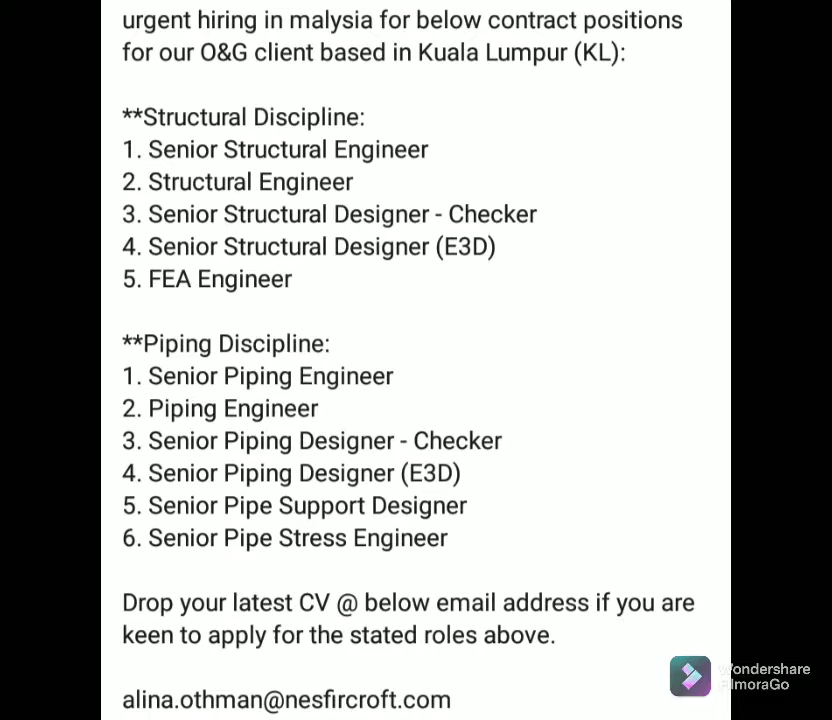 urgent hiring in malysia for below contract positions
for our O&G client based in Kuala Lumpur (KL):
**Structural Discipline:
1. Senior Structural Engineer
2. Structural Engineer
3. Senior Structural Designer - Checker
4. Senior Structural Designer (E3D)
5. FEA Engineer
**Piping Discipline:
1. Senior Piping Engineer
2. Piping Engineer
3. Senior Piping Designer - Checker
4. Senior Piping Designer (E3D)
5. Senior Pipe Support Designer
6. Senior Pipe Stress Engineer
Drop your latest CV @ below email address if you are
keen to apply for the stated roles above.
alina.othman@nesfircroft.com
Wondershare
FilmoraGo